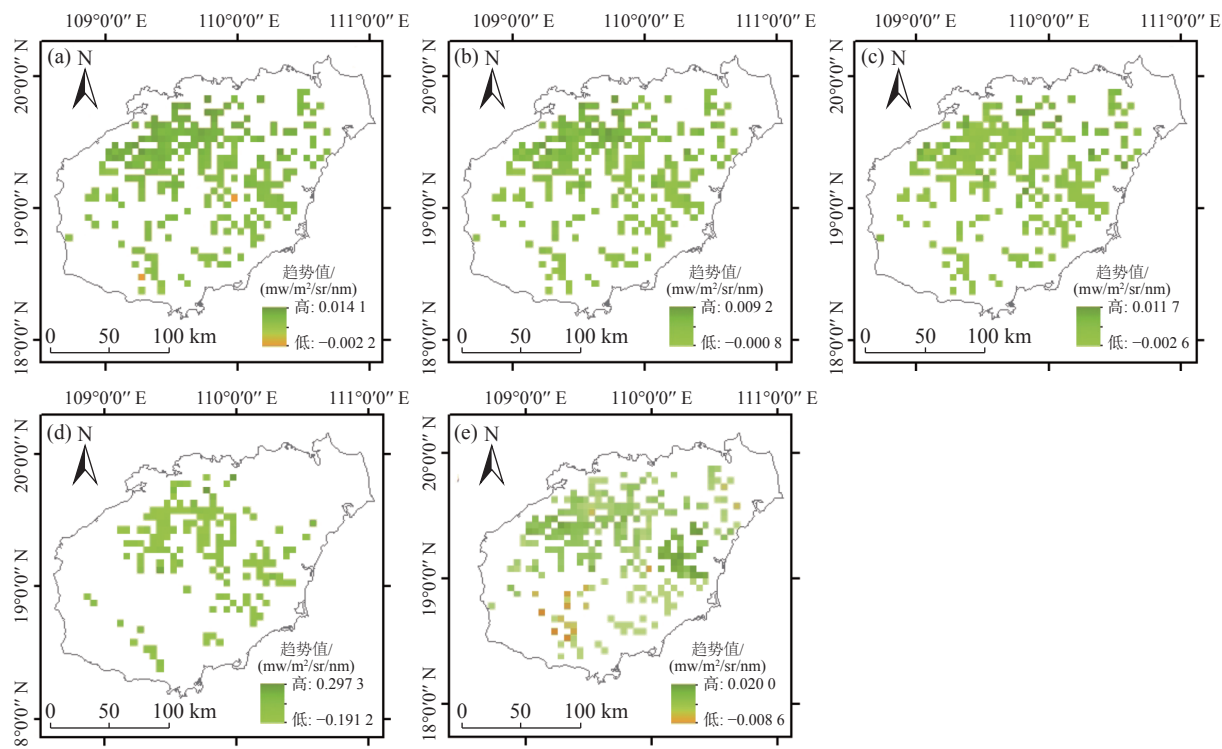 109°0′0″ E 110°0′0″ E 111°0′0″ E
(a) N
20°0′0″ N
19°0′0″ N
18°0′0″ N
趋势值/
(mw/m²/sr/nm)
高: 0.014 1
低: −0.002 2
0 50 100 km
109°0′0″ E 110°0′0″ E 111°0′0″ E
(b) N
20°0′0″ N
19°0′0″ N
18°0′0″ N
趋势值/
(mw/m²/sr/nm)
高: 0.009 2
低: −0.000 8
0 50 100 km
109°0′0″ E 110°0′0″ E 111°0′0″ E
(c) N
20°0′0″ N
19°0′0″ N
18°0′0″ N
趋势值/
(mw/m²/sr/nm)
高: 0.011 7
低: −0.002 6
0 50 100 km
109°0′0″ E 110°0′0″ E 111°0′0″ E
(d) N
20°0′0″ N
19°0′0″ N
8°0′0″ N
趋势值/
(mw/m²/sr/nm)
高: 0.297 3
低: −0.191 2
0 50 100 km
109°0′0″ E 110°0′0″ E 111°0′0″ E
(e) N
20°0′0″ N
19°0′0″ N
18°0′0″ N
趋势值/
(mw/m²/sr/nm)
高: 0.020 0
低: −0.008 6
0 50 100 km